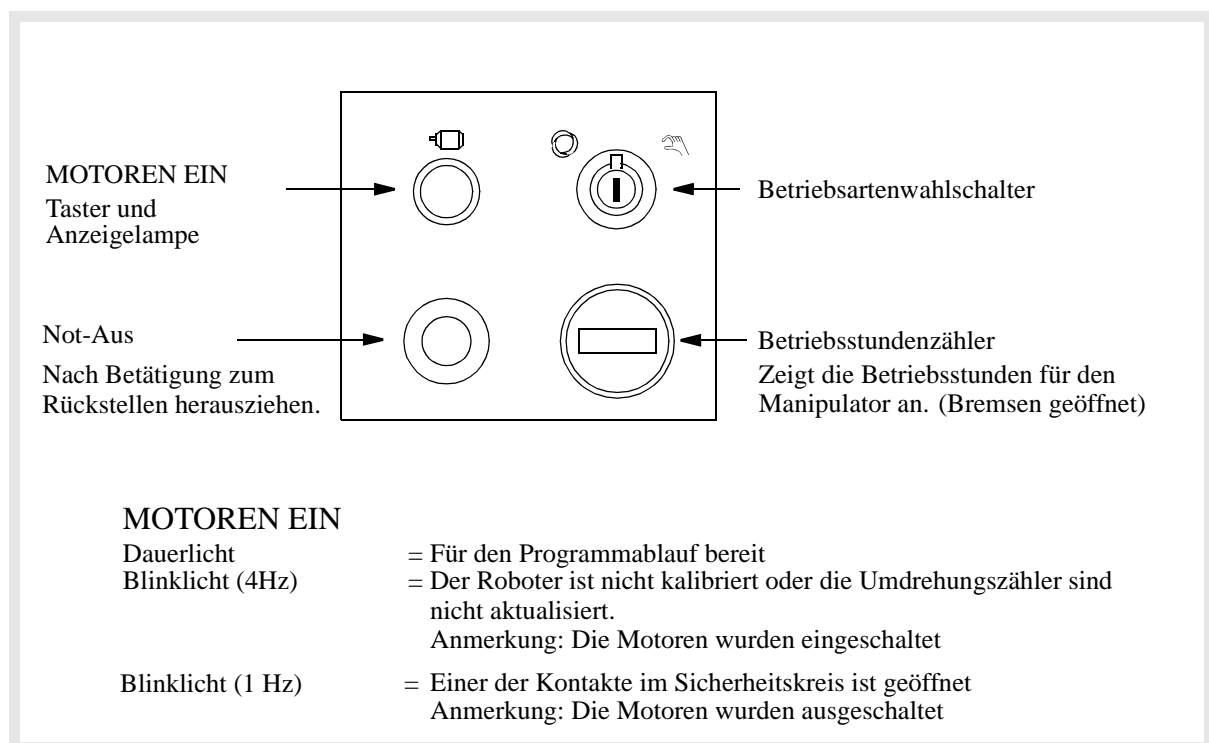 MOTOREN EIN
Taster und
Anzeigelampe
Betriebsartenwahlschalter
Not-Aus
Nach Betätigung zum
Rückstellen herausziehen.
Betriebsstundenzähler
Zeigt die Betriebsstunden für den
Manipulator an. (Bremsen geöffnet)
MOTOREN EIN
Dauerlicht = Für den Programmablauf bereit
Blinklicht (4Hz) = Der Roboter ist nicht kalibriert oder die Umdrehungszähler sind
nicht aktualisiert.
Anmerkung: Die Motoren wurden eingeschaltet
Blinklicht (1 Hz) = Einer der Kontakte im Sicherheitskreis ist geöffnet
Anmerkung: Die Motoren wurden ausgeschaltet